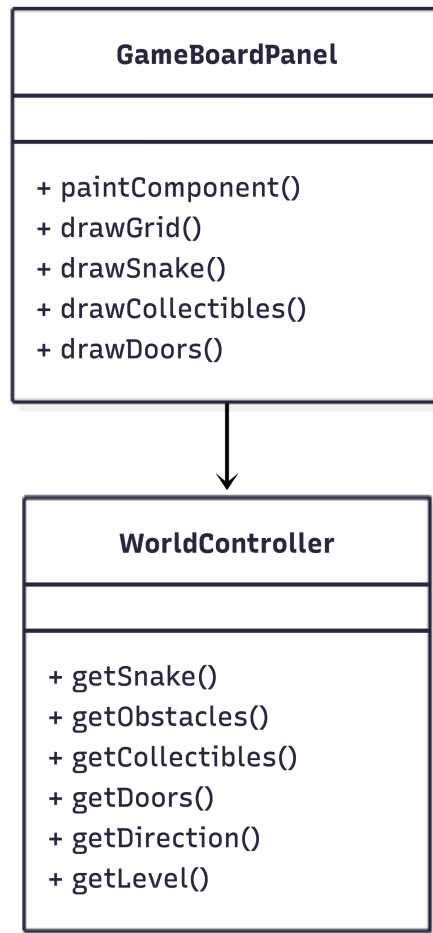 GameBoardPanel
+ paintComponent()
+ drawGrid()
+ drawSnake()
+ drawCollectibles()
+ drawDoors()
WorldController
+ getSnake()
+ getObstacles()
+ getCollectibles()
+ getDoors()
+ getDirection()
+ getLevel()